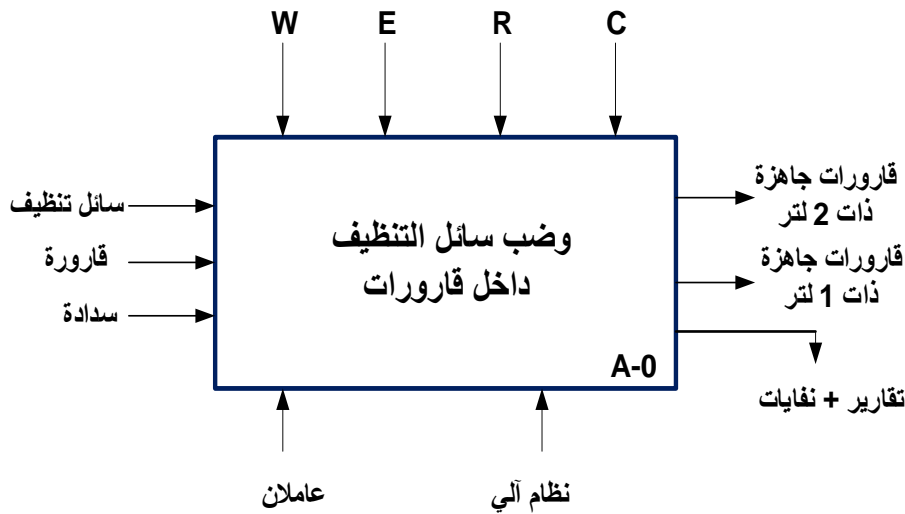 W E R C
قارورات جاهزة
ذات 2 لتر
سائل تنظيف
وضب سائل التنظيف
داخل قارورات
قارورة
قارورات جاهزة
ذات 1 لتر
سدادة
A-0
تقارير + نفايات
عاملان
نظام آلي